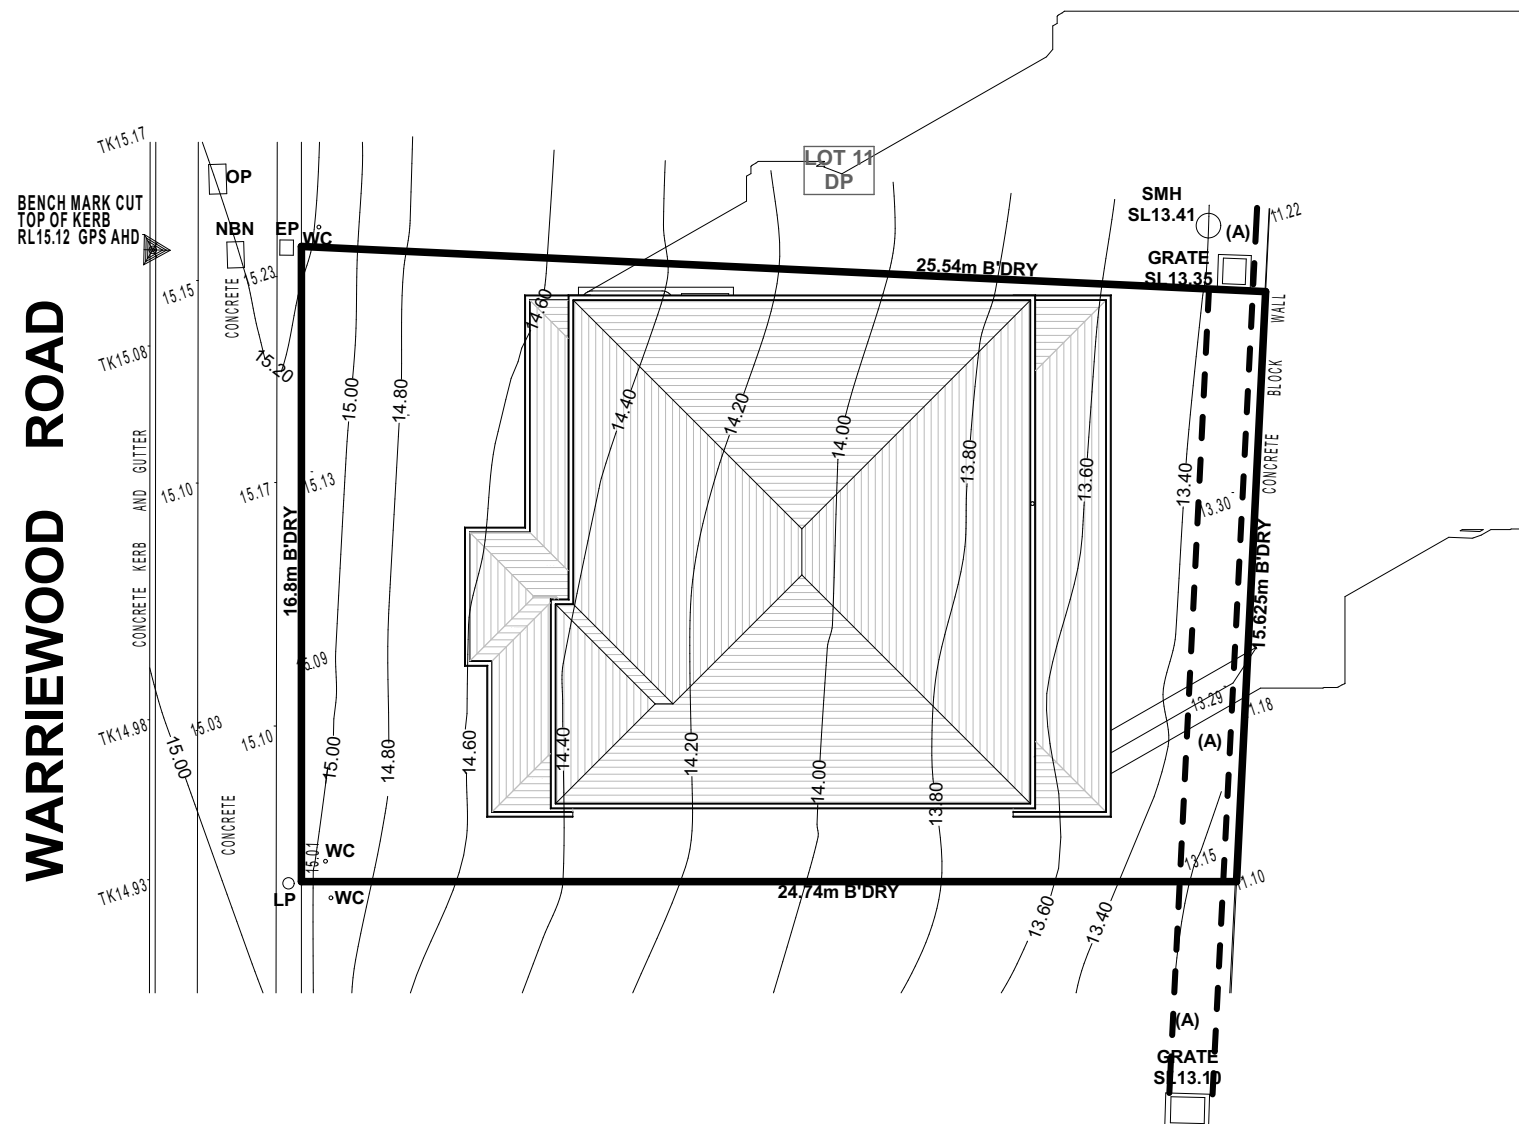 TK15.17
LOT 11
DP
OP
BENCH MARK CUT
TOP OF KERB
RL15.12 GPS AHD
NBN
EP
WC
SMH
SL13.41
(A)
11.22
GRATE
SL13.35
25.54m B'DRY
15.23
15.15
CONCRETE
14.60
TK15.08
15.20
15.00
14.80
14.40
14.20
14.00
13.80
13.60
13.40
CONCRETE BLOCK WALL
WARRIEWOOD ROAD
CONCRETE KERB AND GUTTER
15.10
15.17
15.13
13.30
16.8m B'DRY
15.625m B'DRY
15.09
13.29
(A)
TK14.98
15.03
15.10
15.00
15.00
14.80
14.60
14.40
14.20
14.00
13.80
CONCRETE
15.01
WC
13.15
TK14.93
LP
WC
24.74m B'DRY
11.10
13.60
13.40
(A)
GRATE
SL13.10